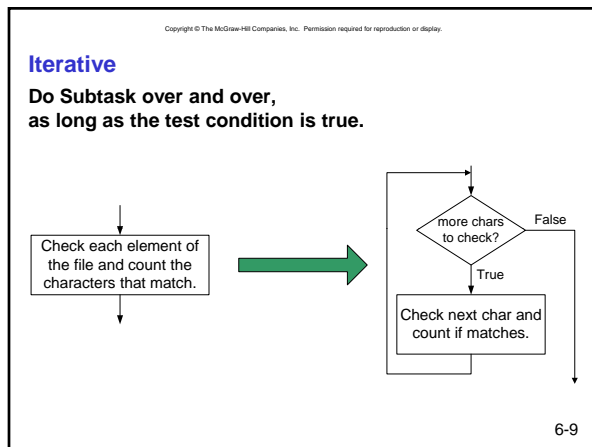 Copyright © The McGraw-Hill Companies, Inc. Permission required for reproduction or display.
Iterative
Do Subtask over and over,
as long as the test condition is true.
Check each element of
the file and count the
characters that match.
more chars
to check?
False
True
Check next char and
count if matches.
6-9